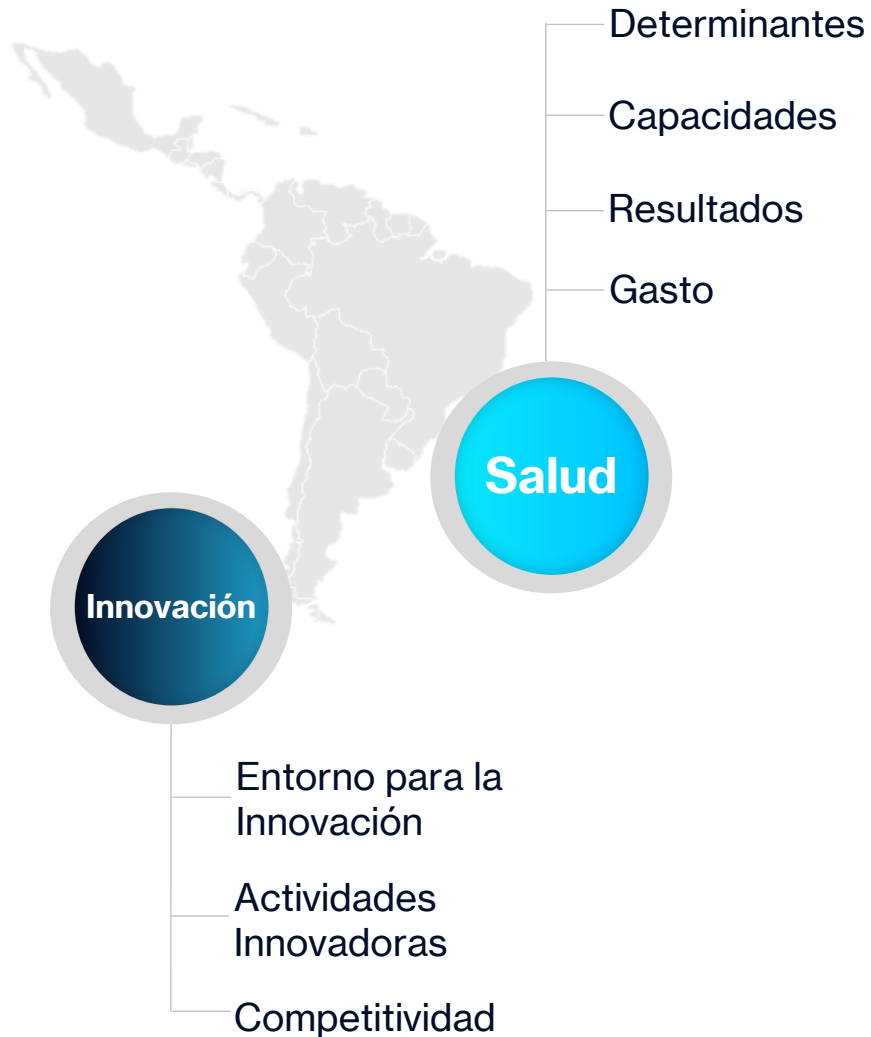 Determinantes
Capacidades
Resultados
Gasto
Salud
Innovación
Entorno para la
Innovación
Actividades
Innovadoras
Competitividad